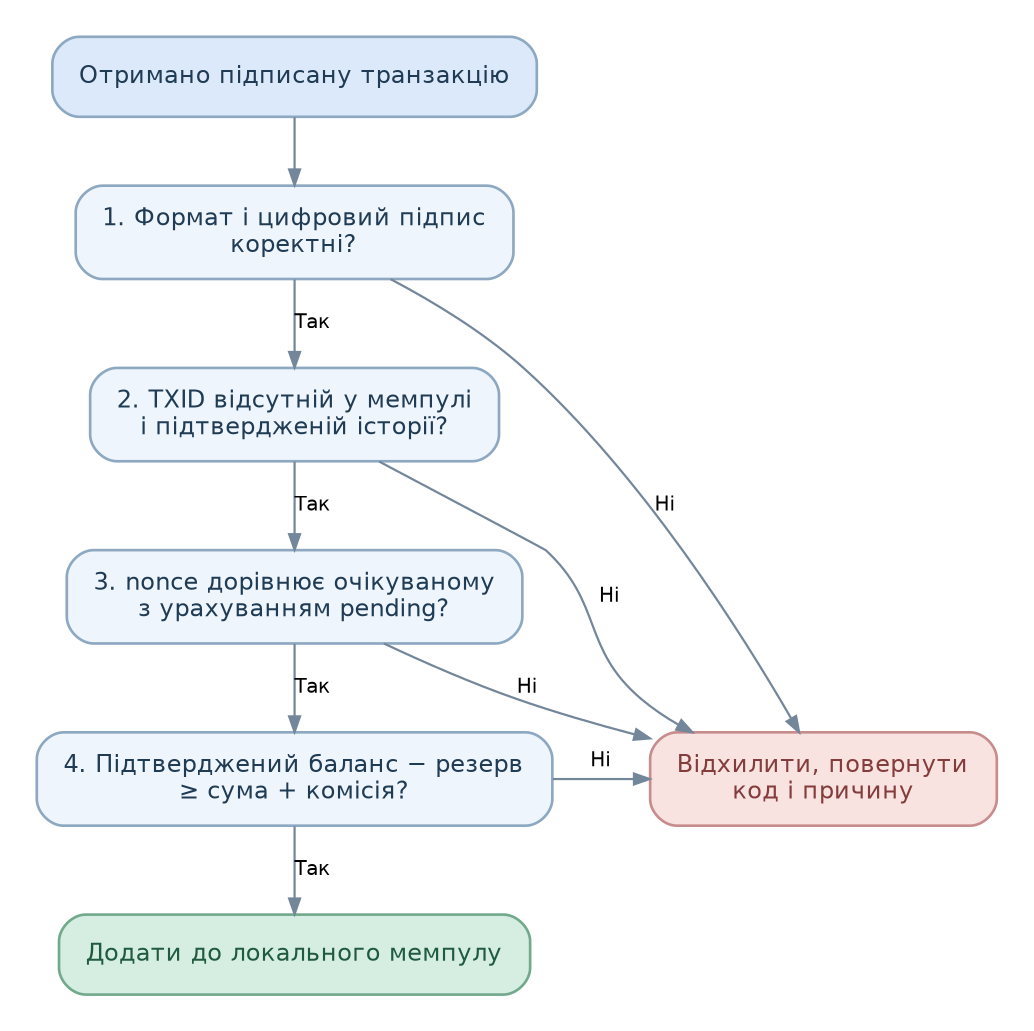 Отримано підписану транзакцію
1. Формат і цифровий підпис
коректні?
Так
Ні
2. TXID відсутній у мемпулі
і підтвердженій історії?
Так
Ні
3. nonce дорівнює очікуваному
з урахуванням pending?
Так
Ні
4. Підтверджений баланс − резерв
≥ сума + комісія?
Ні
Відхилити, повернути
код і причину
Так
Додати до локального мемпулу